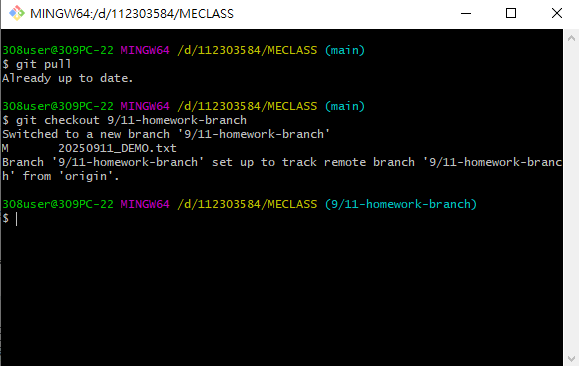 MINGW64:/d/112303584/MECLASS
308user@309PC-22 MINGW64 /d/112303584/MECLASS (main)
$ git pull
Already up to date.
308user@309PC-22 MINGW64 /d/112303584/MECLASS (main)
$ git checkout 9/11-homework-branch
Switched to a new branch '9/11-homework-branch'
M       20250911_DEMO.txt
Branch '9/11-homework-branch' set up to track remote branch '9/11-homework-branc
h' from 'origin'.
308user@309PC-22 MINGW64 /d/112303584/MECLASS (9/11-homework-branch)
$